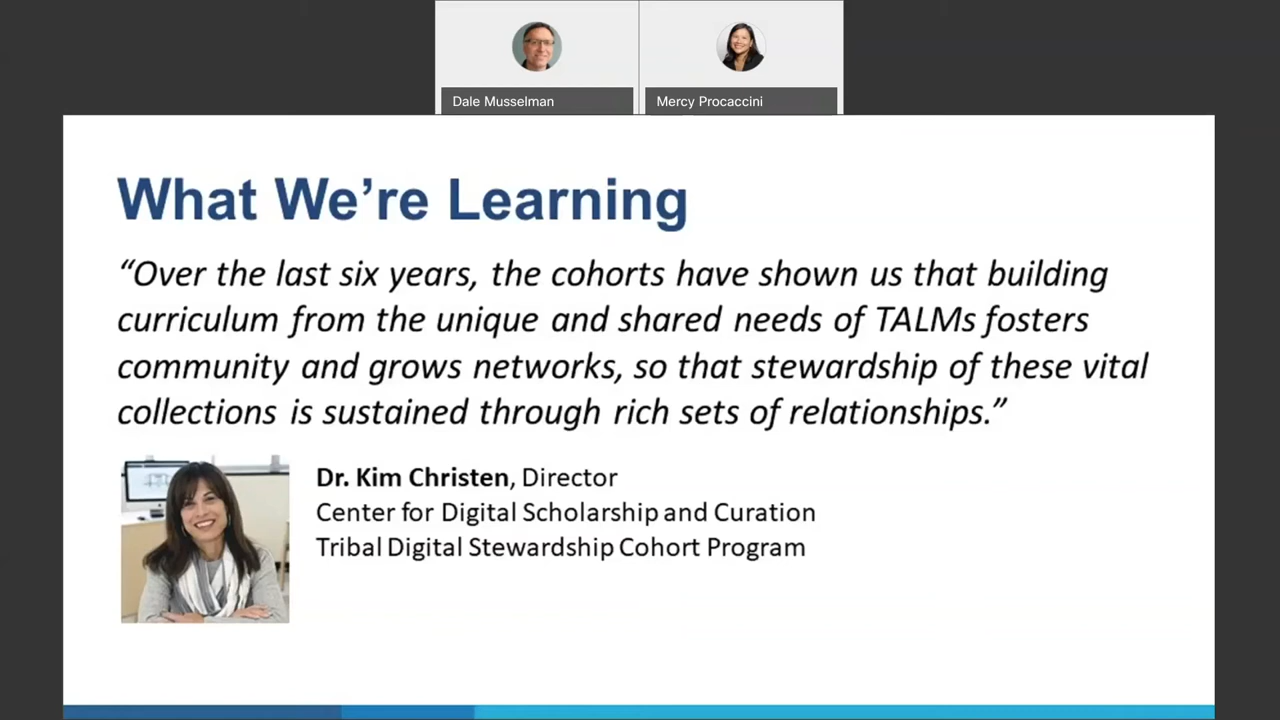 Dale Musselman
Mercy Procaccini
What We’re Learning
“Over the last six years, the cohorts have shown us that building
curriculum from the unique and shared needs of TALMs fosters
community and grows networks, so that stewardship of these vital
collections is sustained through rich sets of relationships.”
Dr. Kim Christen, Director
Center for Digital Scholarship and Curation
Tribal Digital Stewardship Cohort Program